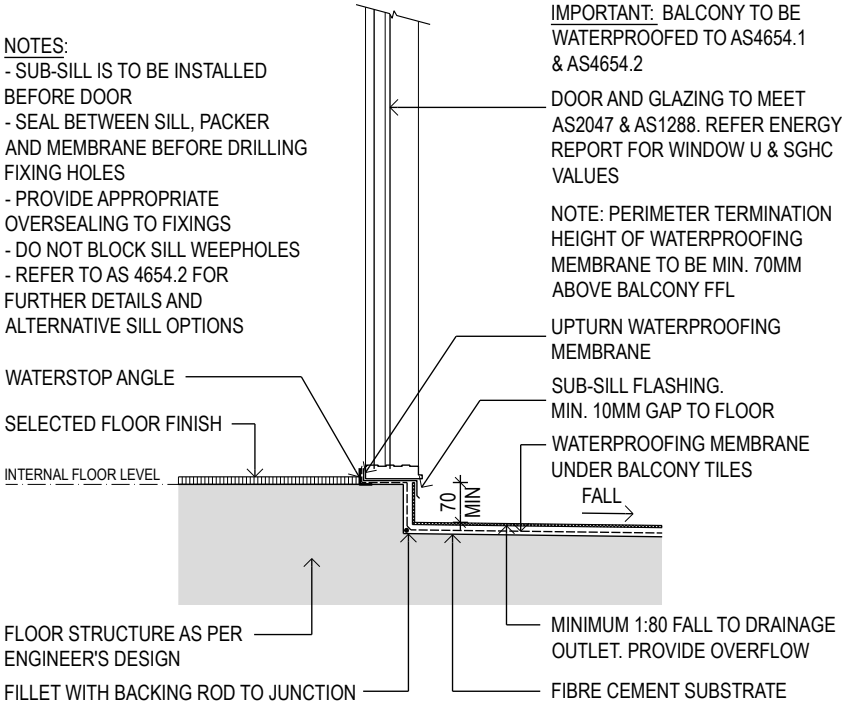 NOTES:
- SUB-SILL IS TO BE INSTALLED
BEFORE DOOR
- SEAL BETWEEN SILL, PACKER
AND MEMBRANE BEFORE DRILLING
FIXING HOLES
- PROVIDE APPROPRIATE
OVERSEALING TO FIXINGS
- DO NOT BLOCK SILL WEEPHOLES
- REFER TO AS 4654.2 FOR
FURTHER DETAILS AND
ALTERNATIVE SILL OPTIONS
WATERSTOP ANGLE
SELECTED FLOOR FINISH
INTERNAL FLOOR LEVEL
FLOOR STRUCTURE AS PER
ENGINEER'S DESIGN
FILLET WITH BACKING ROD TO JUNCTION
70
MIN
IMPORTANT: BALCONY TO BE
WATERPROOFED TO AS4654.1
& AS4654.2
DOOR AND GLAZING TO MEET
AS2047 & AS1288. REFER ENERGY
REPORT FOR WINDOW U & SGHC
VALUES
NOTE: PERIMETER TERMINATION
HEIGHT OF WATERPROOFING
MEMBRANE TO BE MIN. 70MM
ABOVE BALCONY FFL
UPTURN WATERPROOFING
MEMBRANE
SUB-SILL FLASHING.
MIN. 10MM GAP TO FLOOR
WATERPROOFING MEMBRANE
UNDER BALCONY TILES
FALL
MINIMUM 1:80 FALL TO DRAINAGE
OUTLET. PROVIDE OVERFLOW
FIBRE CEMENT SUBSTRATE